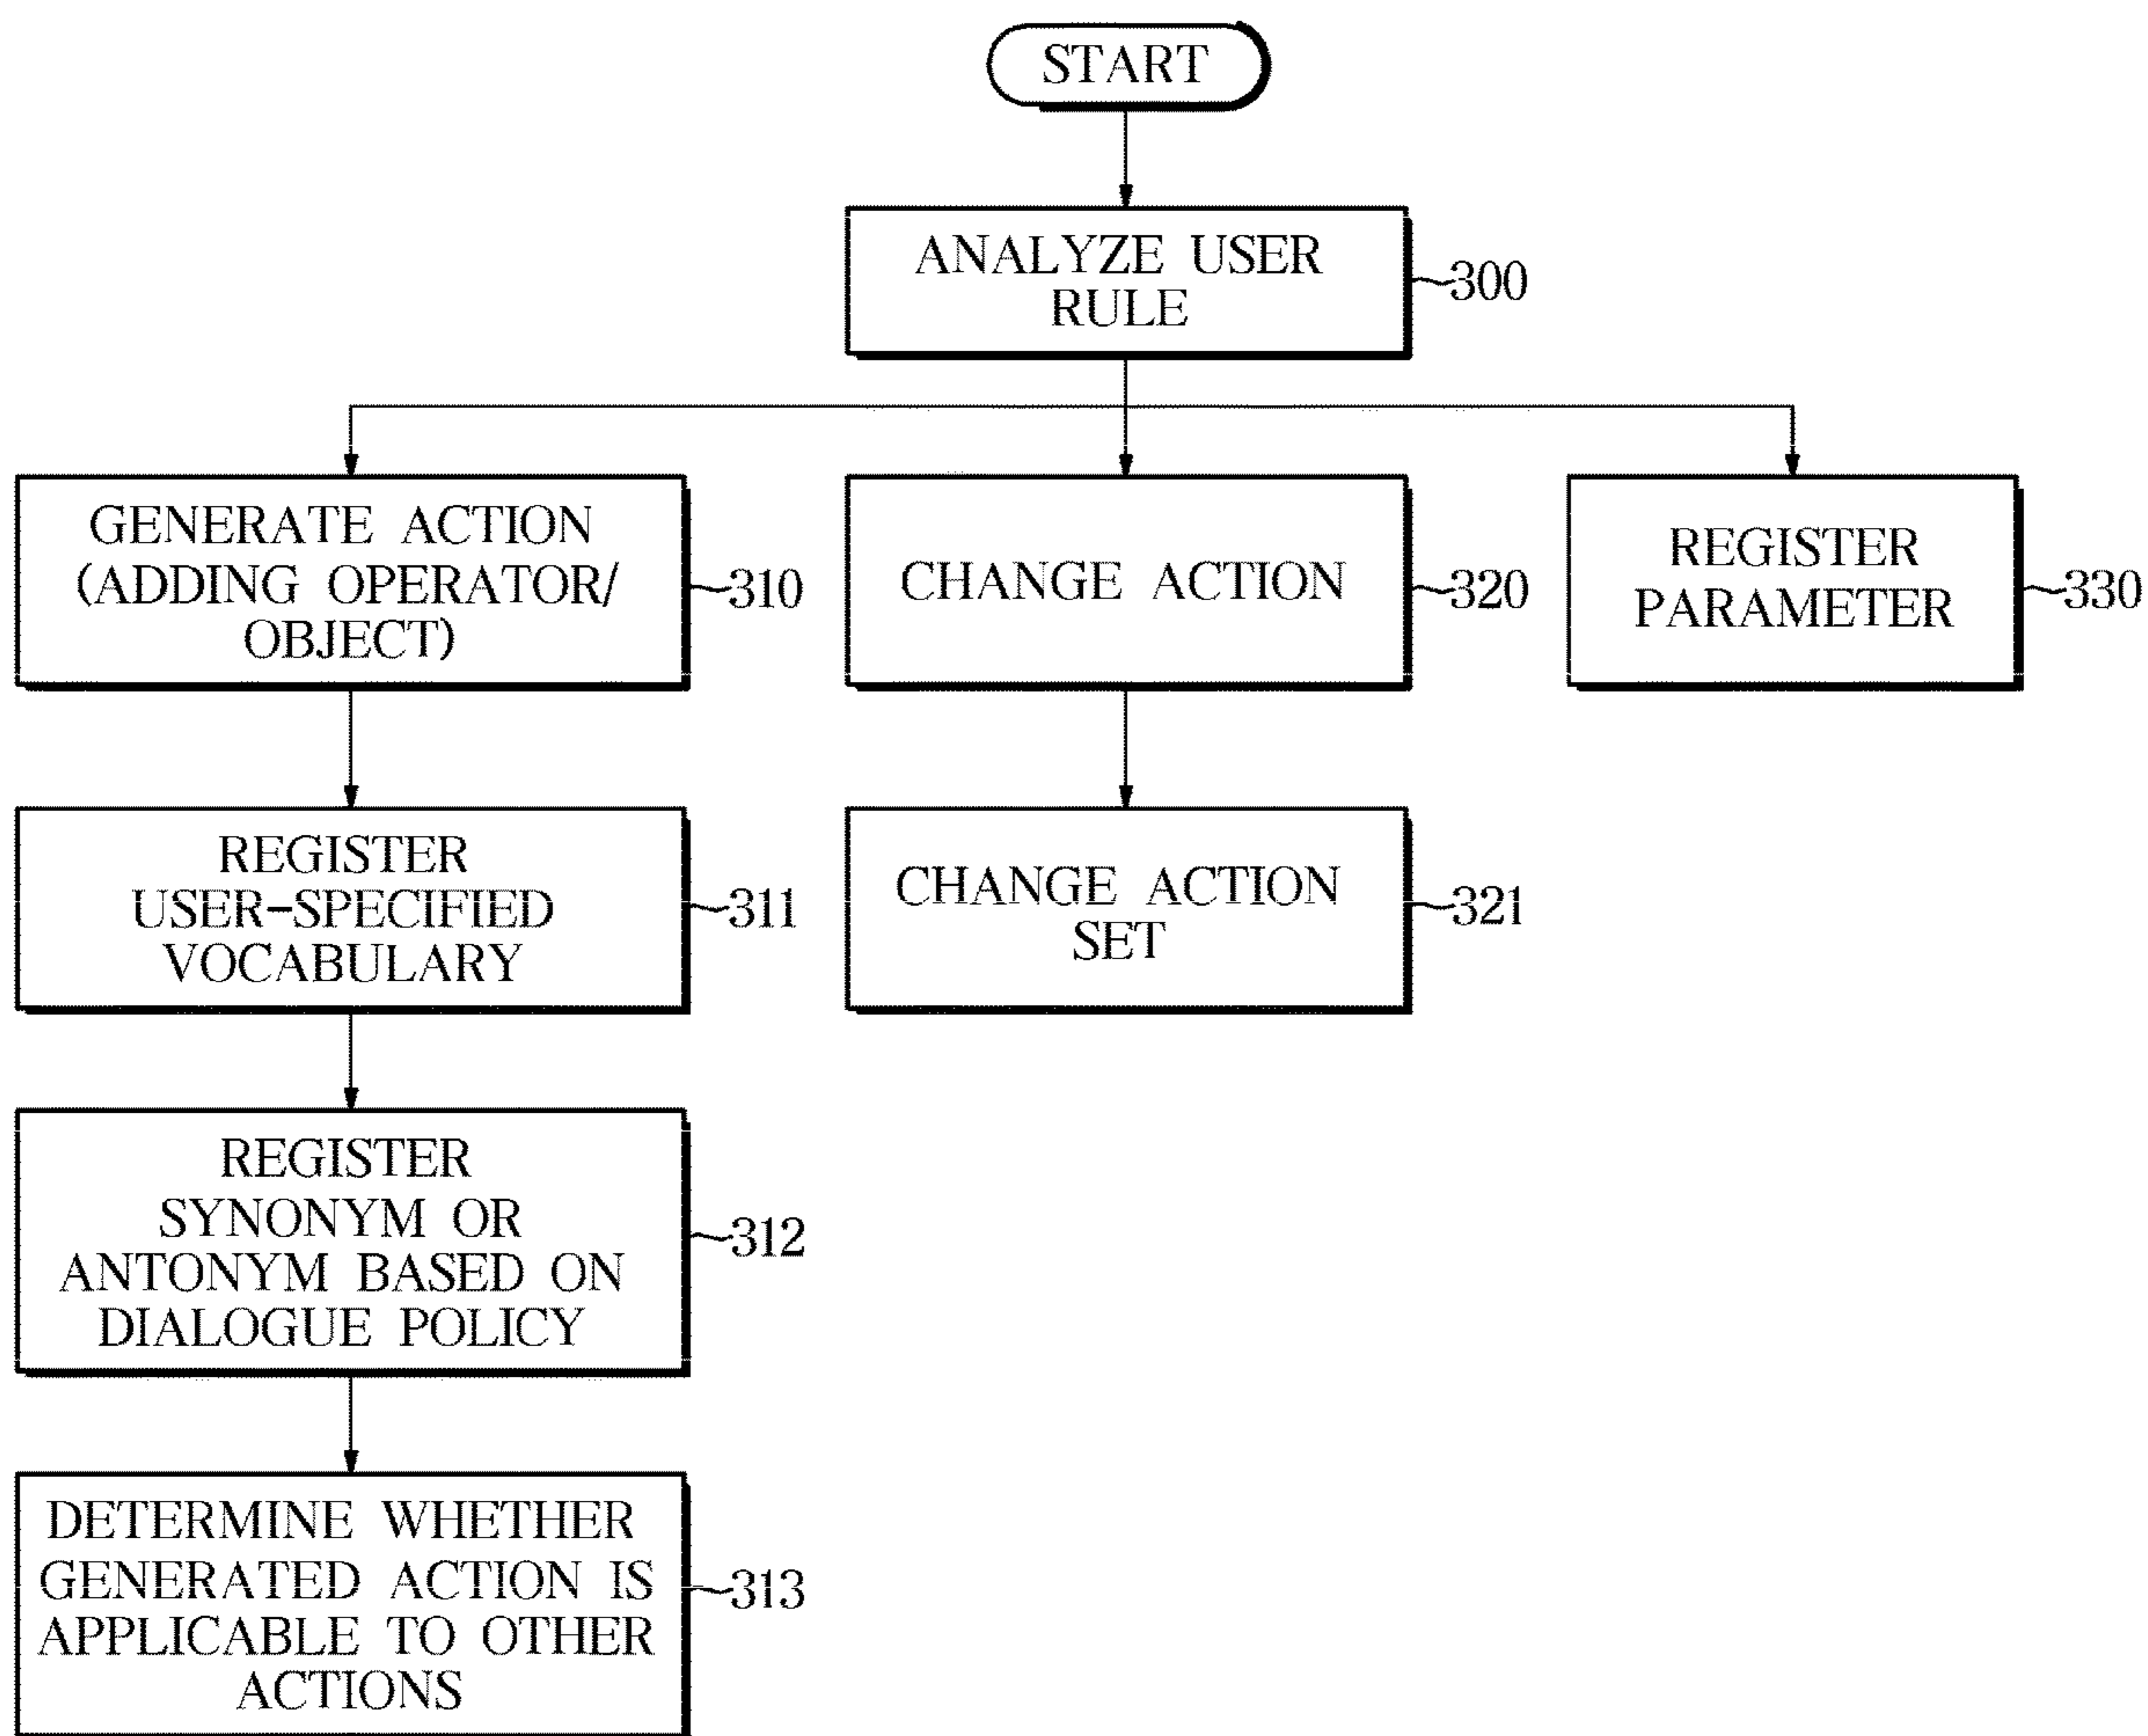 START
ANALYZE USER
RULE
300
GENERATE ACTION
(ADDING OPERATOR/
OBJECT)
310
CHANGE ACTION
320
REGISTER
PARAMETER
330
REGISTER
USER-SPECIFIED
VOCABULARY
311
CHANGE ACTION
SET
321
REGISTER
SYNONYM OR
ANTONYM BASED ON
DIALOGUE POLICY
312
DETERMINE WHETHER
GENERATED ACTION IS
APPLICABLE TO OTHER
ACTIONS
313